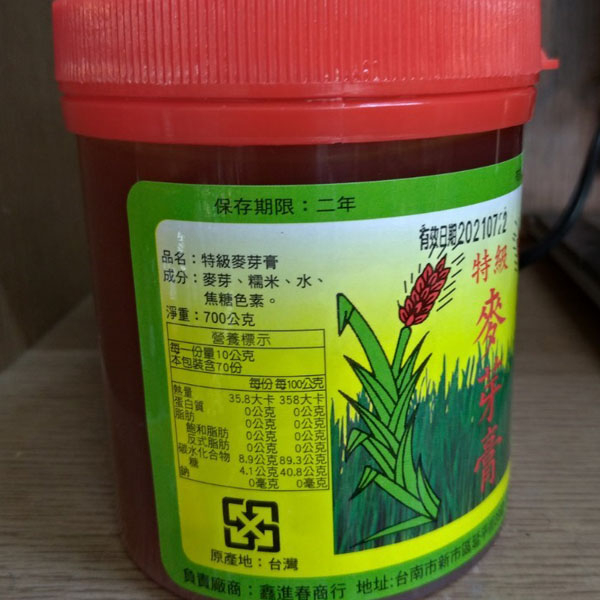 保存期限：二年
品名：特級麥芽膏
成分：麥芽、糯米、水、
焦糖色素。
淨重：700公克
營養標示
每一份量10公克
本包裝含70份
每份 每100公克
熱量 35.8大卡 358大卡
蛋白質 0公克 0公克
脂肪 0公克 0公克
飽和脂肪 0公克 0公克
反式脂肪 0公克 0公克
碳水化合物 8.9公克 89.3公克
糖 4.1公克 40.8公克
鈉 0毫克 0毫克
原產地：台灣
負責廠商：鑫進春商行 地址:台南市新市區
有效日期
特級
麥芽膏